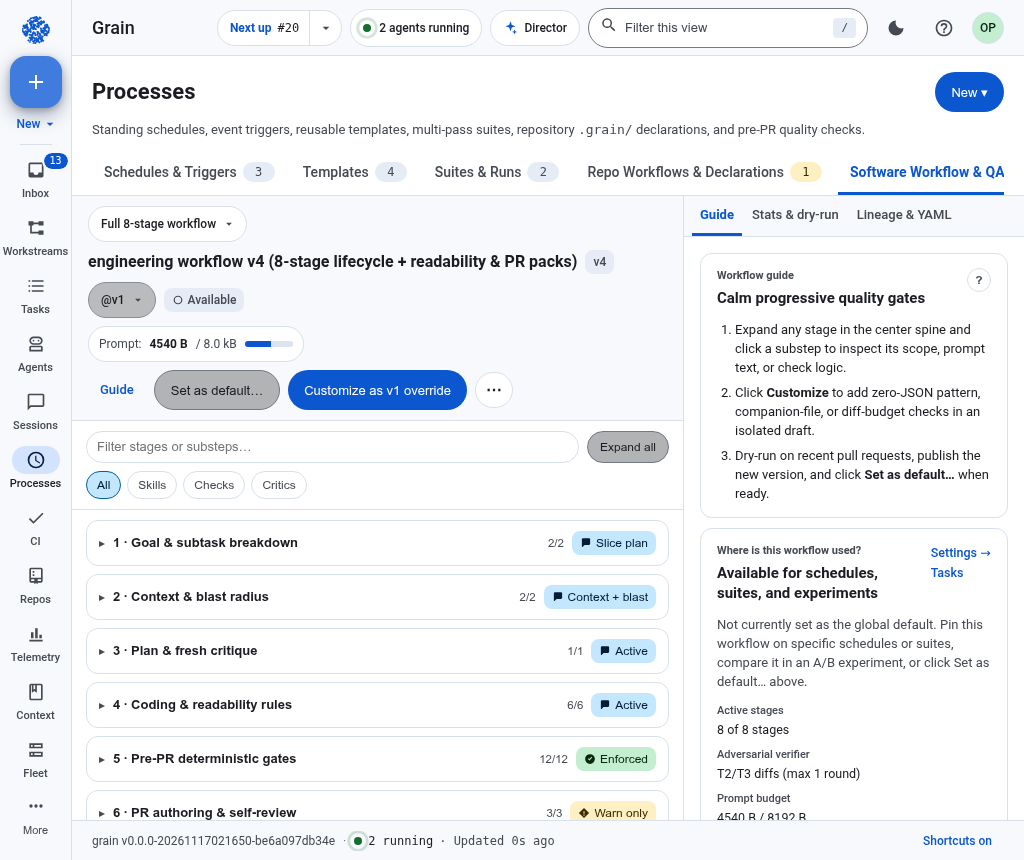 Grain
Next up #20
2 agents running
Director
Filter this view
/
OP
New
Inbox
13
Workstreams
Tasks
Agents
Sessions
Processes
CI
Repos
Telemetry
Context
Fleet
More
Processes
New ▾
Standing schedules, event triggers, reusable templates, multi-pass suites, repository .grain/ declarations, and pre-PR quality checks.
Schedules & Triggers 3
Templates 4
Suites & Runs 2
Repo Workflows & Declarations 1
Software Workflow & QA
Full 8-stage workflow
engineering workflow v4 (8-stage lifecycle + readability & PR packs) v4
@v1
Available
Prompt: 4540 B / 8.0 kB
Guide
Set as default…
Customize as v1 override
Filter stages or substeps…
Expand all
All
Skills
Checks
Critics
▸ 1 · Goal & subtask breakdown 2/2 Slice plan
▸ 2 · Context & blast radius 2/2 Context + blast
▸ 3 · Plan & fresh critique 1/1 Active
▸ 4 · Coding & readability rules 6/6 Active
▸ 5 · Pre-PR deterministic gates 12/12 Enforced
▸ 6 · PR authoring & self-review 3/3 Warn only
Guide
Stats & dry-run
Lineage & YAML
Workflow guide
?
Calm progressive quality gates
1. Expand any stage in the center spine and
click a substep to inspect its scope, prompt
text, or check logic.
2. Click Customize to add zero-JSON pattern,
companion-file, or diff-budget checks in an
isolated draft.
3. Dry-run on recent pull requests, publish the
new version, and click Set as default… when
ready.
Where is this workflow used?
Settings →
Tasks
Available for schedules,
suites, and experiments
Not currently set as the global default. Pin this
workflow on specific schedules or suites,
compare it in an A/B experiment, or click Set as
default… above.
Active stages
8 of 8 stages
Adversarial verifier
T2/T3 diffs (max 1 round)
Prompt budget
4540 B / 8192 B
grain v0.0.0-20261117021650-be6a097db34e · 2 running · Updated 0s ago
Shortcuts on